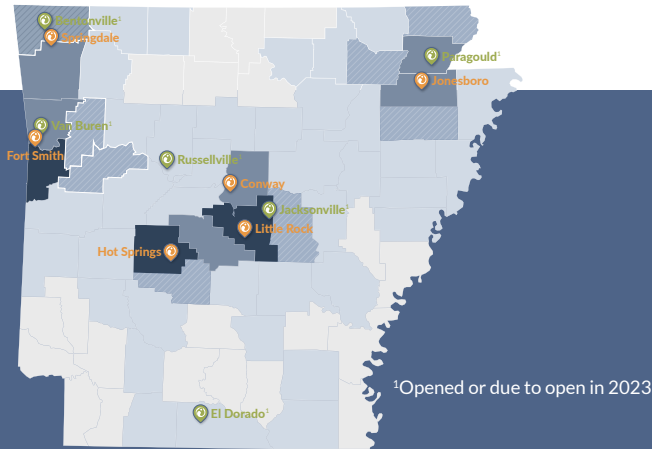 Bentonville¹
Springdale
Paragould¹
Jonesboro
Van Buren¹
Fort Smith
Russellville¹
Conway
Jacksonville¹
Little Rock
Hot Springs
¹Opened or due to open in 2023
El Dorado¹